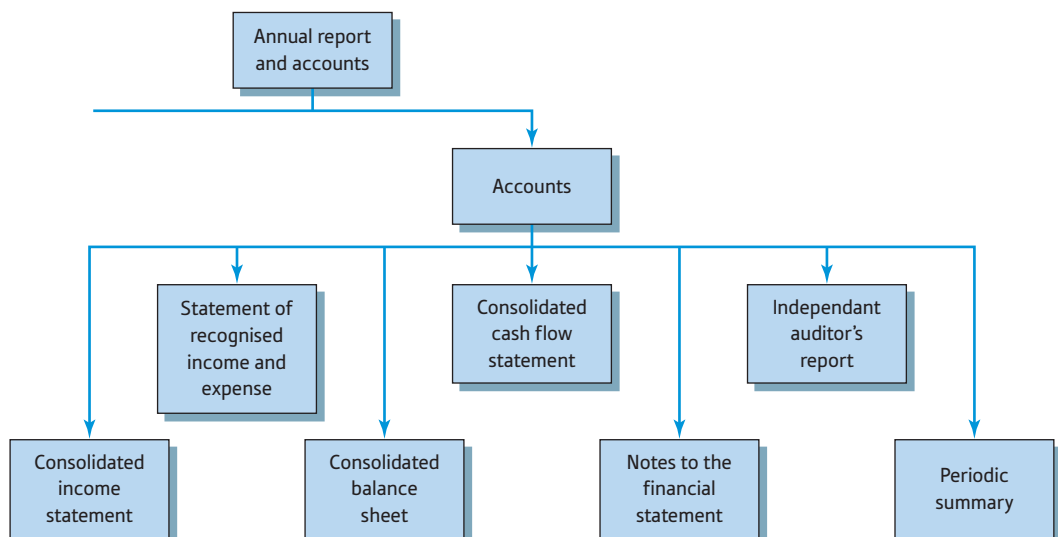 Annual report
and accounts
Accounts
Statement of
recognised
income and
expense
Consolidated
cash flow
statement
Independant
auditor's
report
Consolidated
income
statement
Consolidated
balance
sheet
Notes to the
financial
statement
Periodic
summary